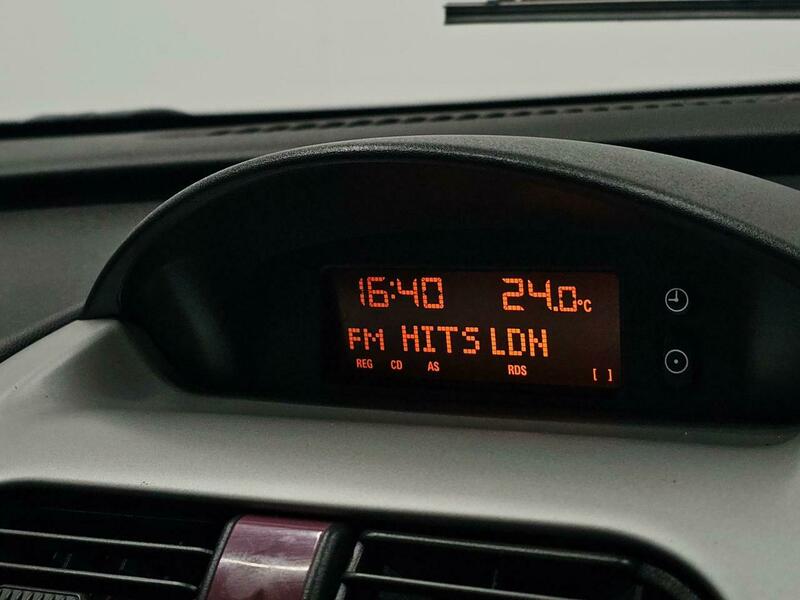 16:40 24.0°C
FM HITS LDN
REG CD AS RDS [ ]